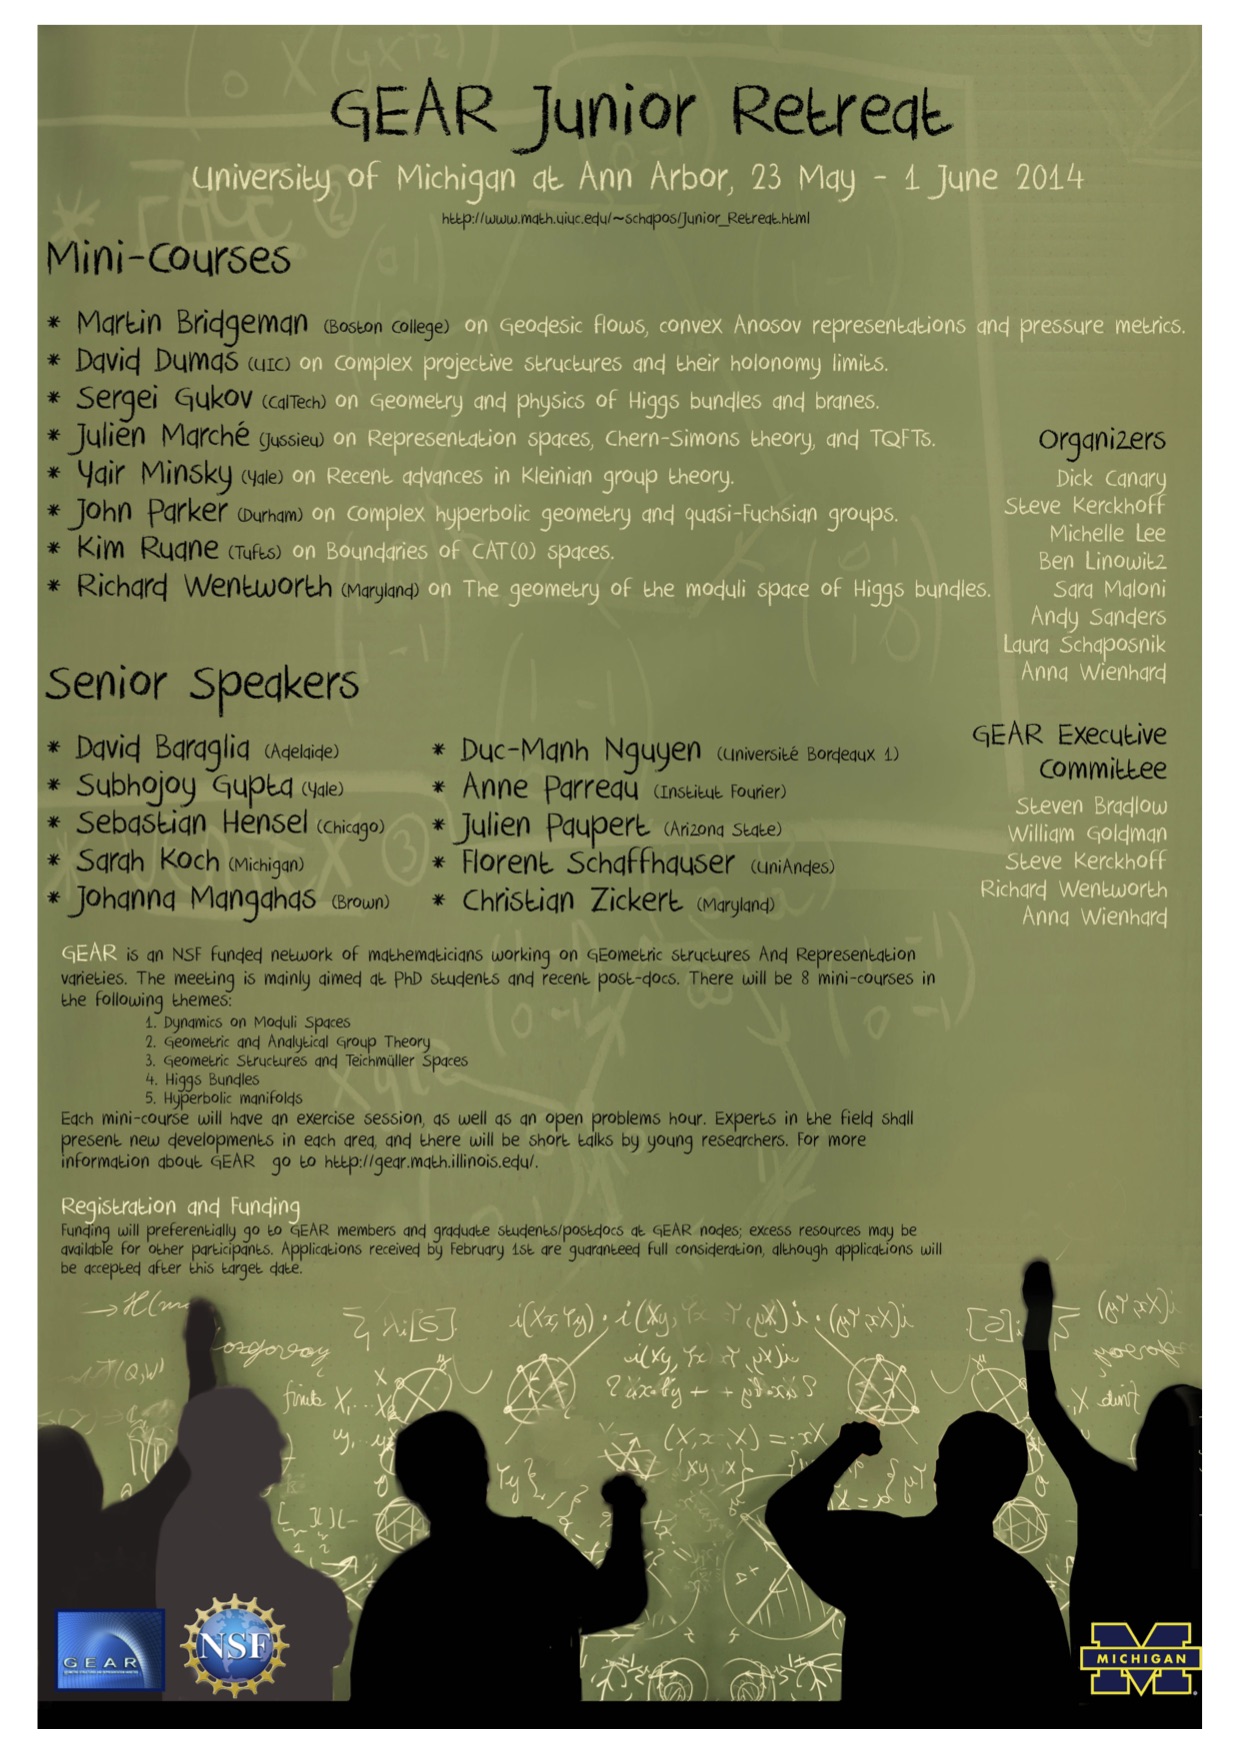 GEAR Junior Retreat
University of Michigan at Ann Arbor, 23 May - 1 June 2014
http://www.math.uiuc.edu/~schapos/Junior_Retreat.html
Mini-Courses
* Martin Bridgeman (Boston College) on Geodesic flows, convex Anosov representations and pressure metrics.
* David Dumas (UIC) on Complex projective structures and their holonomy limits.
* Sergei Gukov (CalTech) on Geometry and physics of Higgs bundles and branes.
* Julien Marché (Jussieu) on Representation spaces, Chern-Simons theory, and TQFTs.
* Yair Minsky (Yale) on Recent advances in Kleinian group theory.
* John Parker (Durham) on Complex hyperbolic geometry and quasi-Fuchsian groups.
* Kim Ruane (Tufts) on Boundaries of CAT(0) spaces.
* Richard Wentworth (Maryland) on The geometry of the moduli space of Higgs bundles.
Organizers
Dick Canary
Steve Kerckhoff
Michelle Lee
Ben Linowitz
Sara Maloni
Andy Sanders
Laura Schaposnik
Anna Wienhard
Senior Speakers
* David Baraglia (Adelaide)
* Subhojoy Gupta (Yale)
* Sebastian Hensel (Chicago)
* Sarah Koch (Michigan)
* Johanna Mangahas (Brown)
* Duc-Manh Nguyen (Université Bordeaux 1)
* Anne Parreau (Institut Fourier)
* Julien Paupert (Arizona State)
* Florent Schaffhauser (UniAndes)
* Christian Zickert (Maryland)
GEAR Executive
Committee
Steven Bradlow
William Goldman
Steve Kerckhoff
Richard Wentworth
Anna Wienhard
GEAR is an NSF funded network of mathematicians working on GEometric structures And Representation
varieties. The meeting is mainly aimed at PhD students and recent post-docs. There will be 8 mini-courses in
the following themes:
1. Dynamics on Moduli Spaces
2. Geometric and Analytical Group Theory
3. Geometric Structures and Teichmüller Spaces
4. Higgs Bundles
5. Hyperbolic manifolds
Each mini-course will have an exercise session, as well as an open problems hour. Experts in the field shall
present new developments in each area, and there will be short talks by young researchers. For more
information about GEAR go to http://gear.math.illinois.edu/.
Registration and Funding
Funding will preferentially go to GEAR members and graduate students/postdocs at GEAR nodes; excess resources may be
available for other participants. Applications received by February 1st are guaranteed full consideration, although applications will
be accepted after this target date.
finite X,...X
GEAR
NSF
MICHIGAN